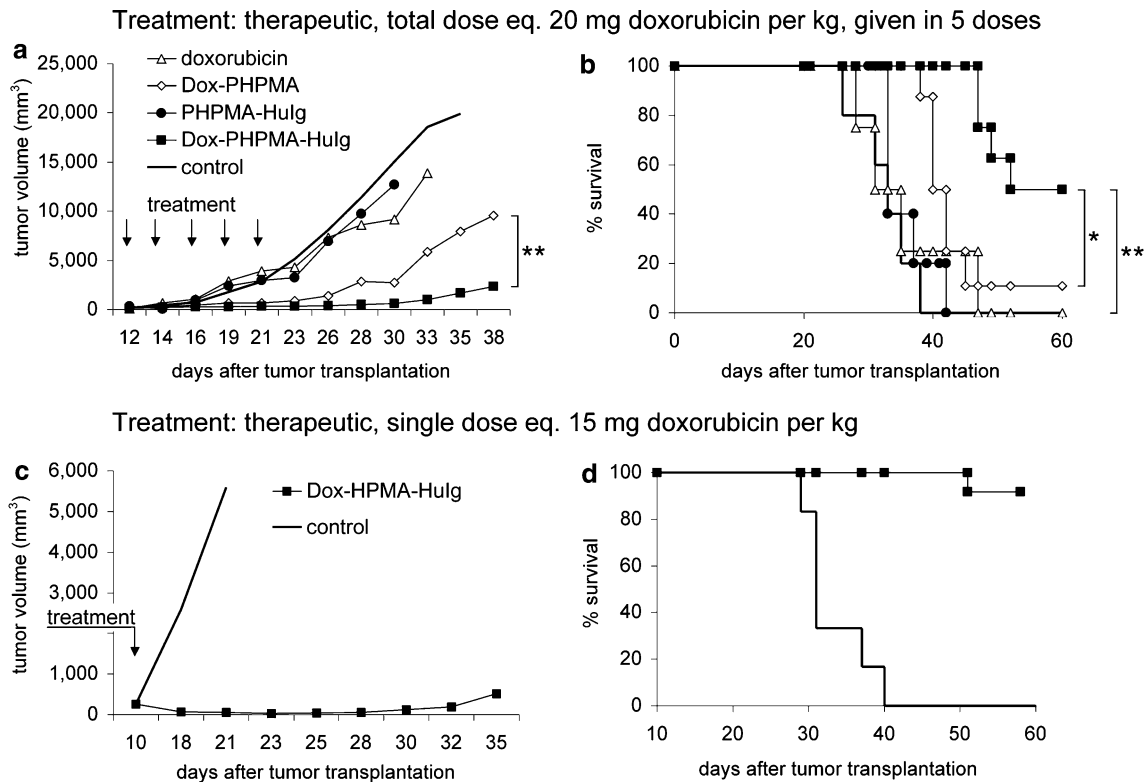 Treatment: therapeutic, total dose eq. 20 mg doxorubicin per kg, given in 5 doses
a
25,000
20,000
15,000
10,000
5,000
0
tumor volume (mm³)
doxorubicin
Dox-PHPMA
PHPMA-HuIg
Dox-PHPMA-HuIg
control
treatment
**
12 14 16 19 21 23 26 28 30 33 35 38
days after tumor transplantation
b
100
80
60
40
20
0
% survival
*
**
0 20 40 60
days after tumor transplantation
Treatment: therapeutic, single dose eq. 15 mg doxorubicin per kg
c
6,000
5,000
4,000
3,000
1,000
0
tumor volume (mm³)
treatment
Dox-HPMA-HuIg
control
10 18 21 23 25 28 30 32 35
days after tumor transplantation
d
100
80
60
40
20
0
% survival
10 20 30 40 50 60
days after tumor transplantation